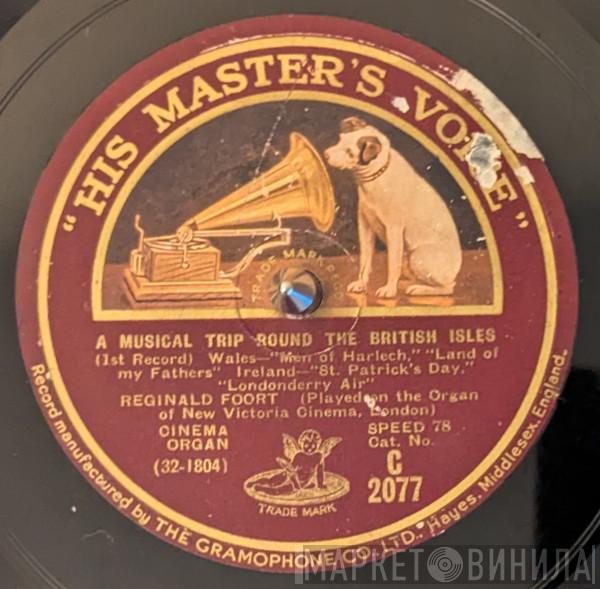 "HIS MASTER'S VOICE"
TRADE MARK REGD
A MUSICAL TRIP ROUND THE BRITISH ISLES
(1st Record) Wales—"Men of Harlech," "Land of
my Fathers" Ireland—"St. Patrick's Day,"
"Londonderry Air"
REGINALD FOORT (Played on the Organ
of New Victoria Cinema, London)
CINEMA
ORGAN
(32-1804)
SPEED 78
Cat. No.
C
2077
TRADE MARK
Record manufactured by THE GRAMOPHONE CO., LTD., Hayes, Middlesex, England.
МАРКЕТ ВИНИЛА